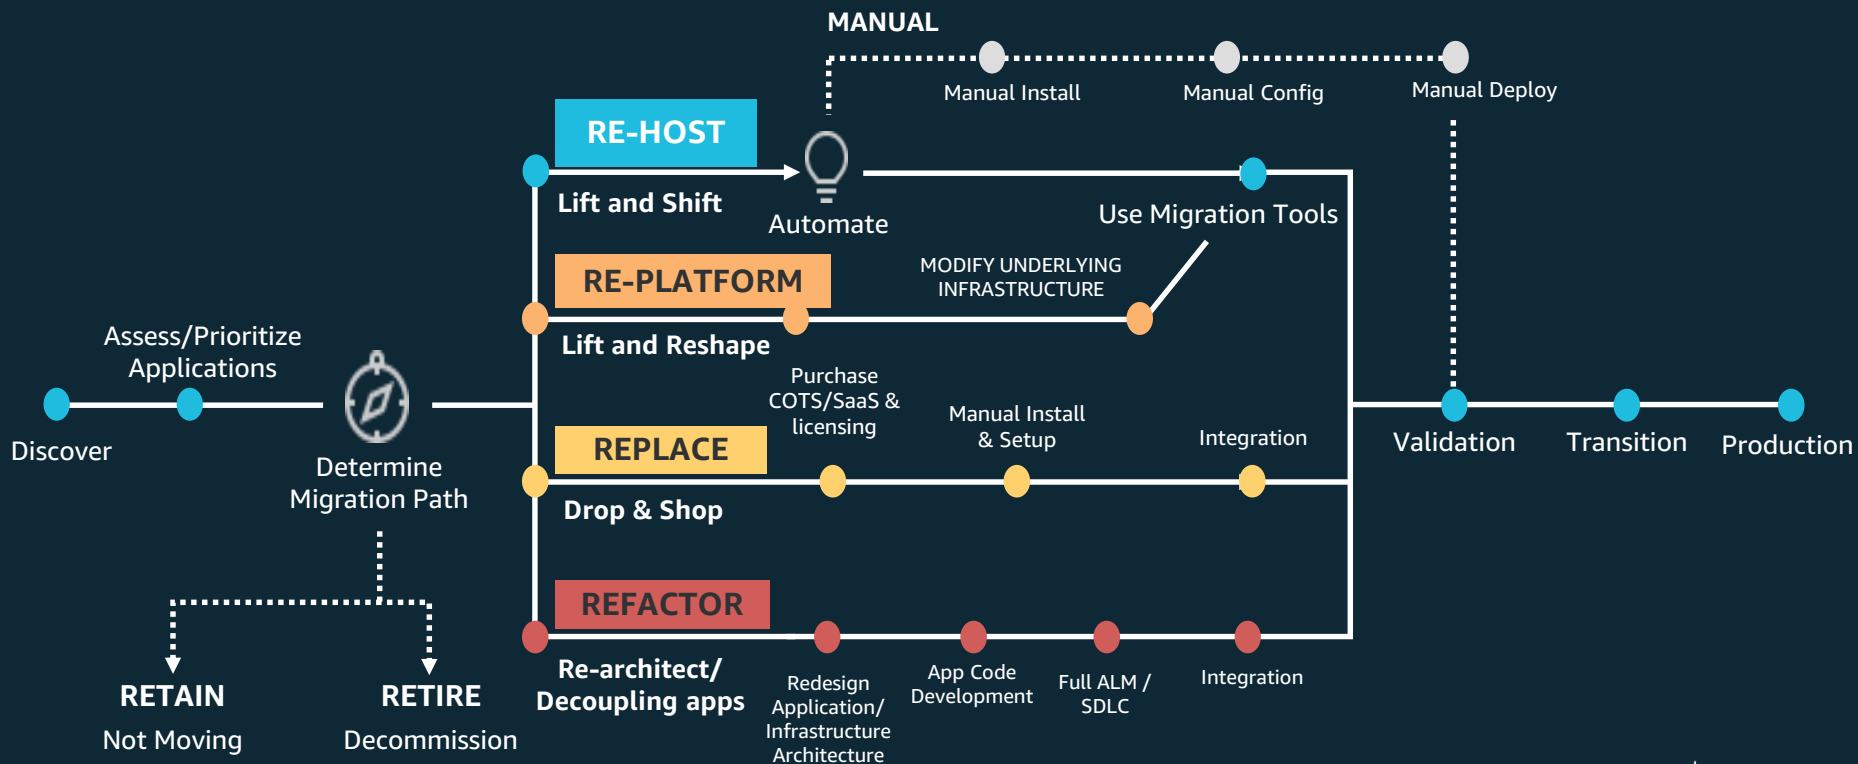 MANUAL
Manual Install
Manual Config
Manual Deploy
RE-HOST
Lift and Shift
Automate
Use Migration Tools
RE-PLATFORM
MODIFY UNDERLYING
INFRASTRUCTURE
Lift and Reshape
Assess/Prioritize
Applications
Discover
Determine
Migration Path
Purchase
COTS/SaaS &
licensing
Manual Install
& Setup
Integration
REPLACE
Drop & Shop
Validation
Transition
Production
REFACTOR
Re-architect/
Decoupling apps
Redesign
Application/
Infrastructure
Architecture
App Code
Development
Full ALM /
SDLC
Integration
RETAIN
Not Moving
RETIRE
Decommission